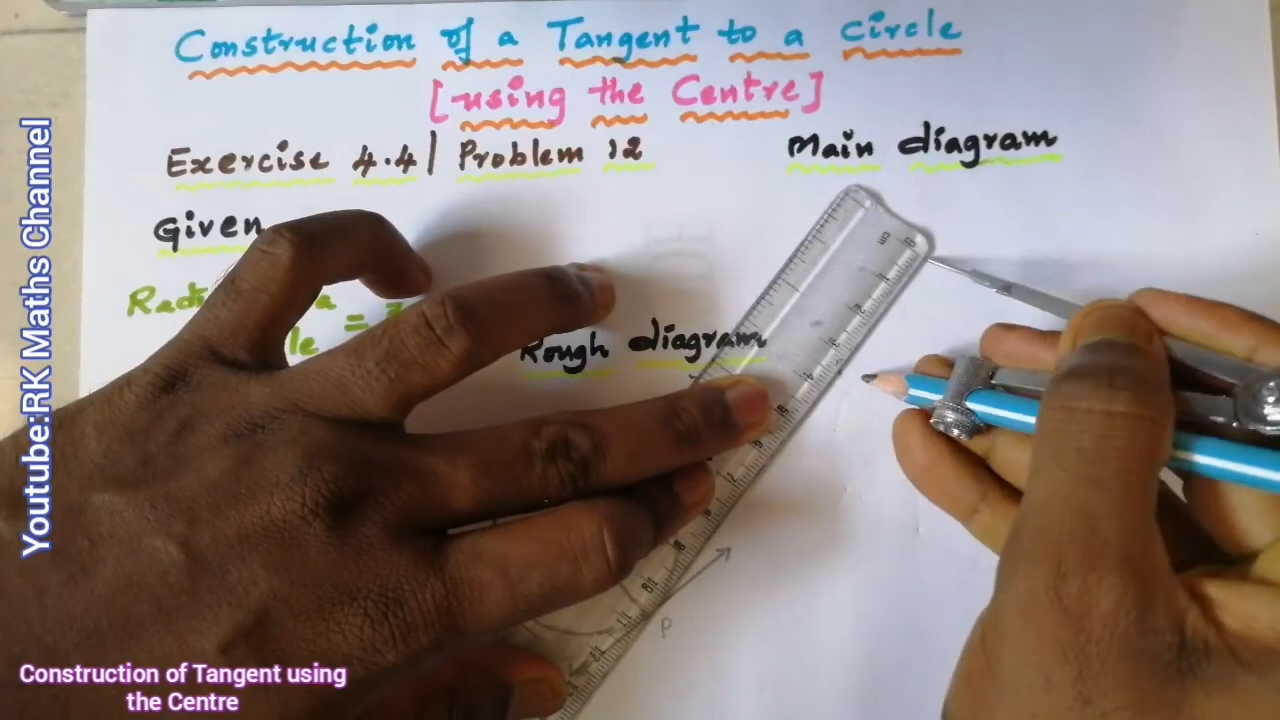 Construction of a Tangent to a Circle
[using the Centre]
Exercise 4.4| Problem 12
Main diagram
Given
a
=
Rough diagram
P
Youtube:RK Maths Channel
Construction of Tangent using
the Centre